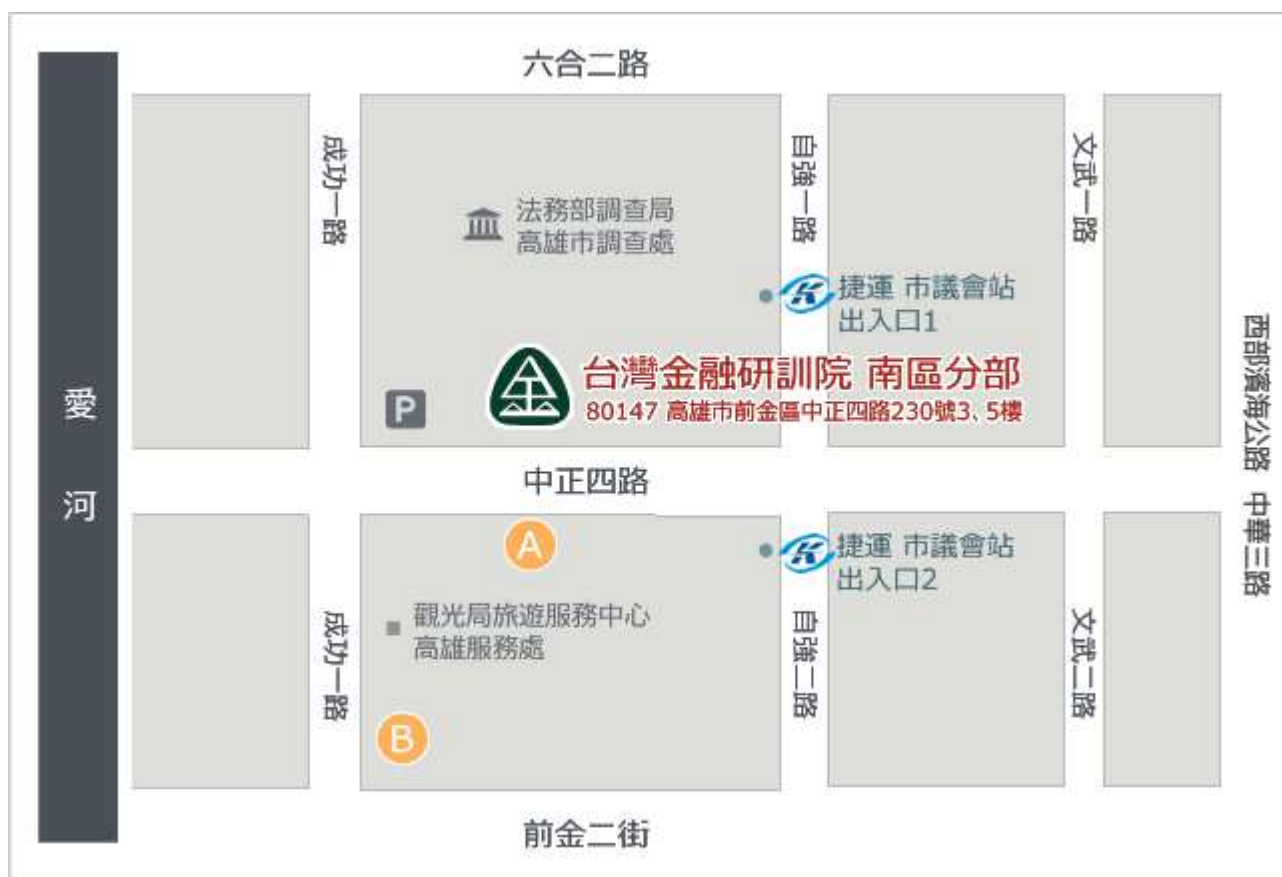 六合二路
成功一路
自強一路
文武一路
法務部調查局
高雄市調查處
捷運 市議會站
出入口1
台灣金融研訓院 南區分部
80147 高雄市前金區中正四路230號3、5樓
P
愛河
西部濱海公路 中華三路
中正四路
A
捷運 市議會站
出入口2
觀光局旅遊服務中心
高雄服務處
成功一路
自強二路
文武二路
B
前金二街